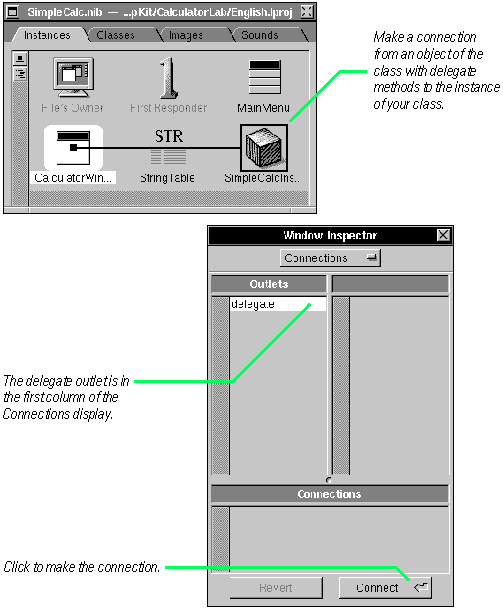 SimpleCalc.nib — ...pKit/CalculatorLab/English.lproj
Instances Classes Images Sounds
File's Owner First Responder MainMenu
STR
CalculatorWin... StringTable SimpleCalcIns..
Make a connection
from an object of the
class with delegate
methods to the instance
of your class.
Window Inspector
Connections
Outlets
delegate
The delegate outlet is in
the first column of the
Connections display.
Connections
Click to make the connection.
Revert Connect